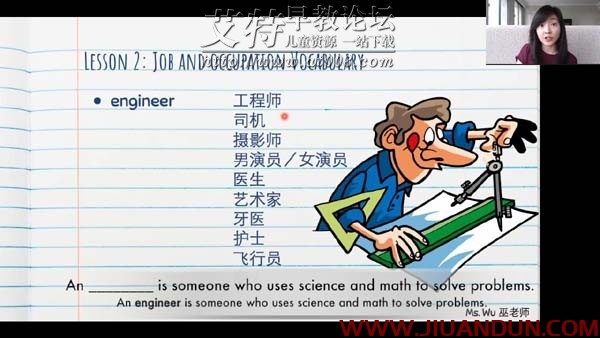 艾特早教论坛
儿童资源 一站下载
LESSON 2: JOB AND OCCUPATION VOCABULARY
• engineer 工程师
司机
摄影师
男演员／女演员
医生
艺术家
牙医
护士
飞行员
An ________ is someone who uses science and math to solve problems.
An engineer is someone who uses science and math to solve problems.
Ms. Wu 巫老师
WWW.JIUANDUN.COM